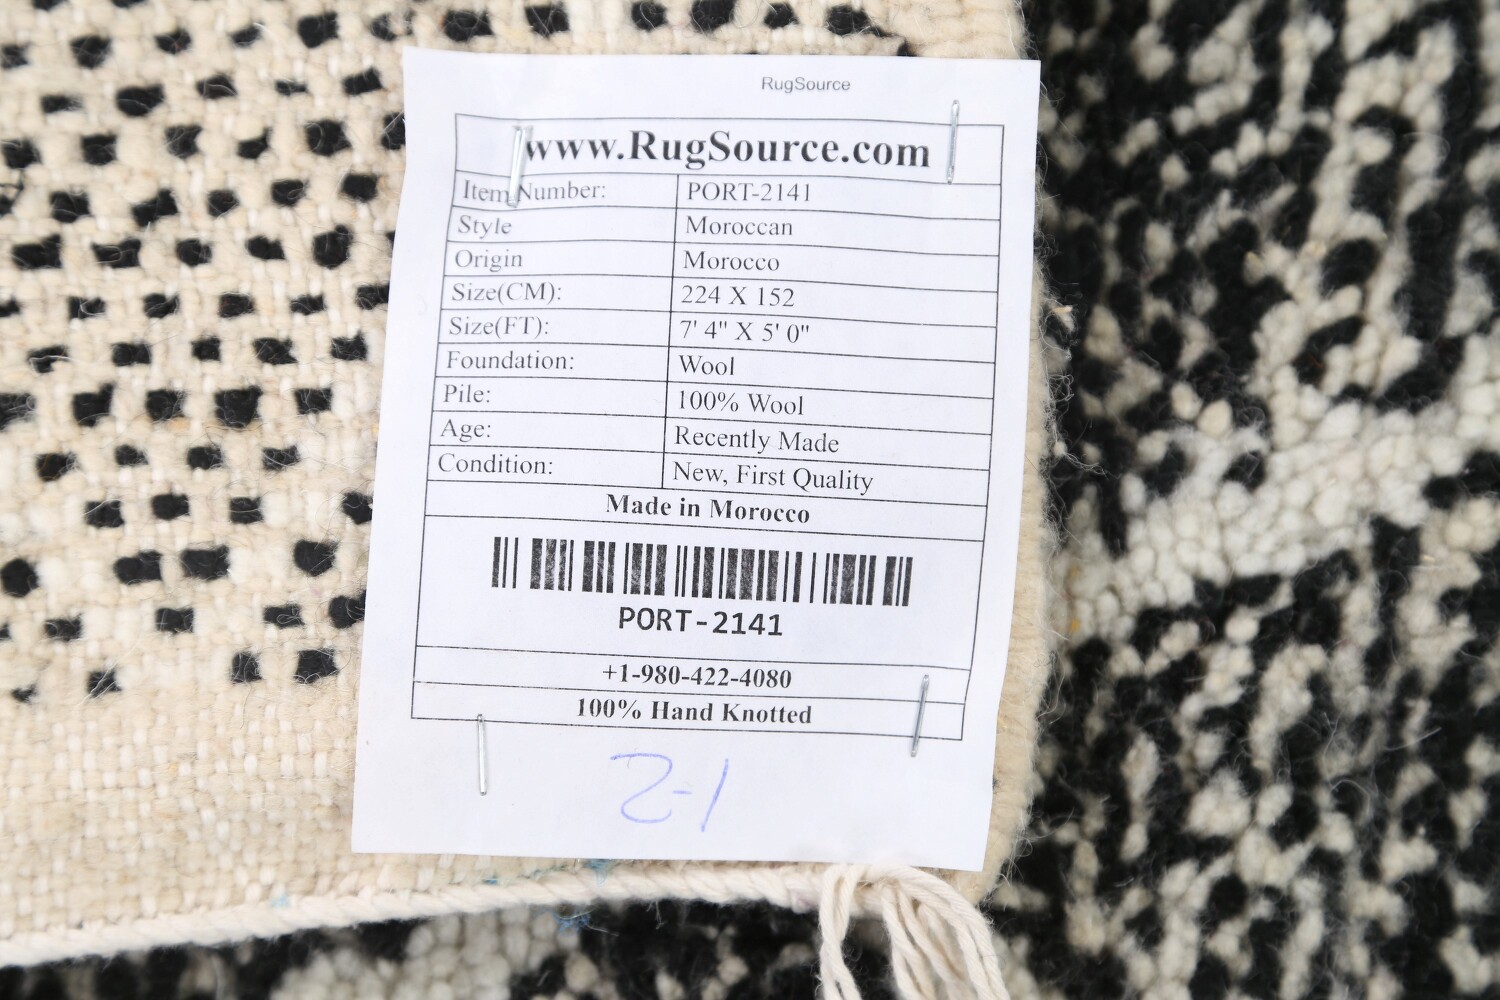 RugSource
www.RugSource.com
Item Number: PORT-2141
Style Moroccan
Origin Morocco
Size(CM): 224 X 152
Size(FT): 7' 4" X 5' 0"
Foundation: Wool
Pile: 100% Wool
Age: Recently Made
Condition: New, First Quality
Made in Morocco
PORT-2141
+1-980-422-4080
100% Hand Knotted
2-1